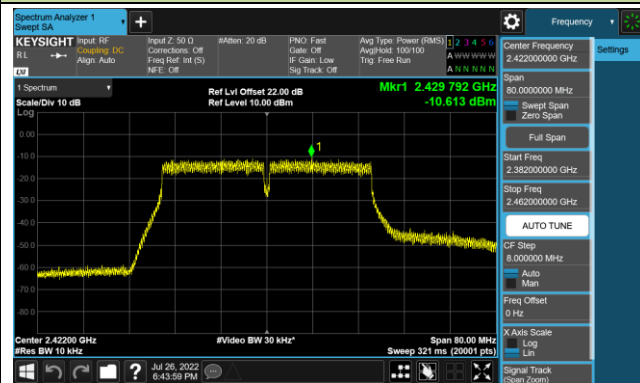 Spectrum Analyzer 1
Swept SA
Frequency
KEYSIGHT
Input: RF
Input Z: 50 Ω
#Atten: 20 dB
PNO: Fast
Avg Type: Power (RMS)
1 2 3 4 5 6
RL
Coupling: DC
Corrections: Off
Gate: Off
Avg|Hold: 100/100
A W W W W W
Align: Auto
Freq Ref: Int (S)
IF Gain: Low
Trig: Free Run
NFE: Off
Sig Track: Off
A N N N N N
LXI
1 Spectrum
Scale/Div 10 dB
Ref Lvl Offset 22.00 dB
Ref Level 10.00 dBm
Mkr1 2.429 792 GHz
-10.613 dBm
Log
0.00
-10.0
-20.0
-30.0
-40.0
-50.0
-60.0
-70.0
-80.0
1
Center 2.42200 GHz
#Res BW 10 kHz
#Video BW 30 kHz*
Span 80.00 MHz
Sweep 321 ms (20001 pts)
Jul 26, 2022
6:43:59 PM
Center Frequency
2.422000000 GHz
Settings
Span
80.0000000 MHz
Swept Span
Zero Span
Full Span
Start Freq
2.382000000 GHz
Stop Freq
2.462000000 GHz
AUTO TUNE
CF Step
8.000000 MHz
Auto
Man
Freq Offset
0 Hz
X Axis Scale
Log
Lin
Signal Track
(Span Zoom)